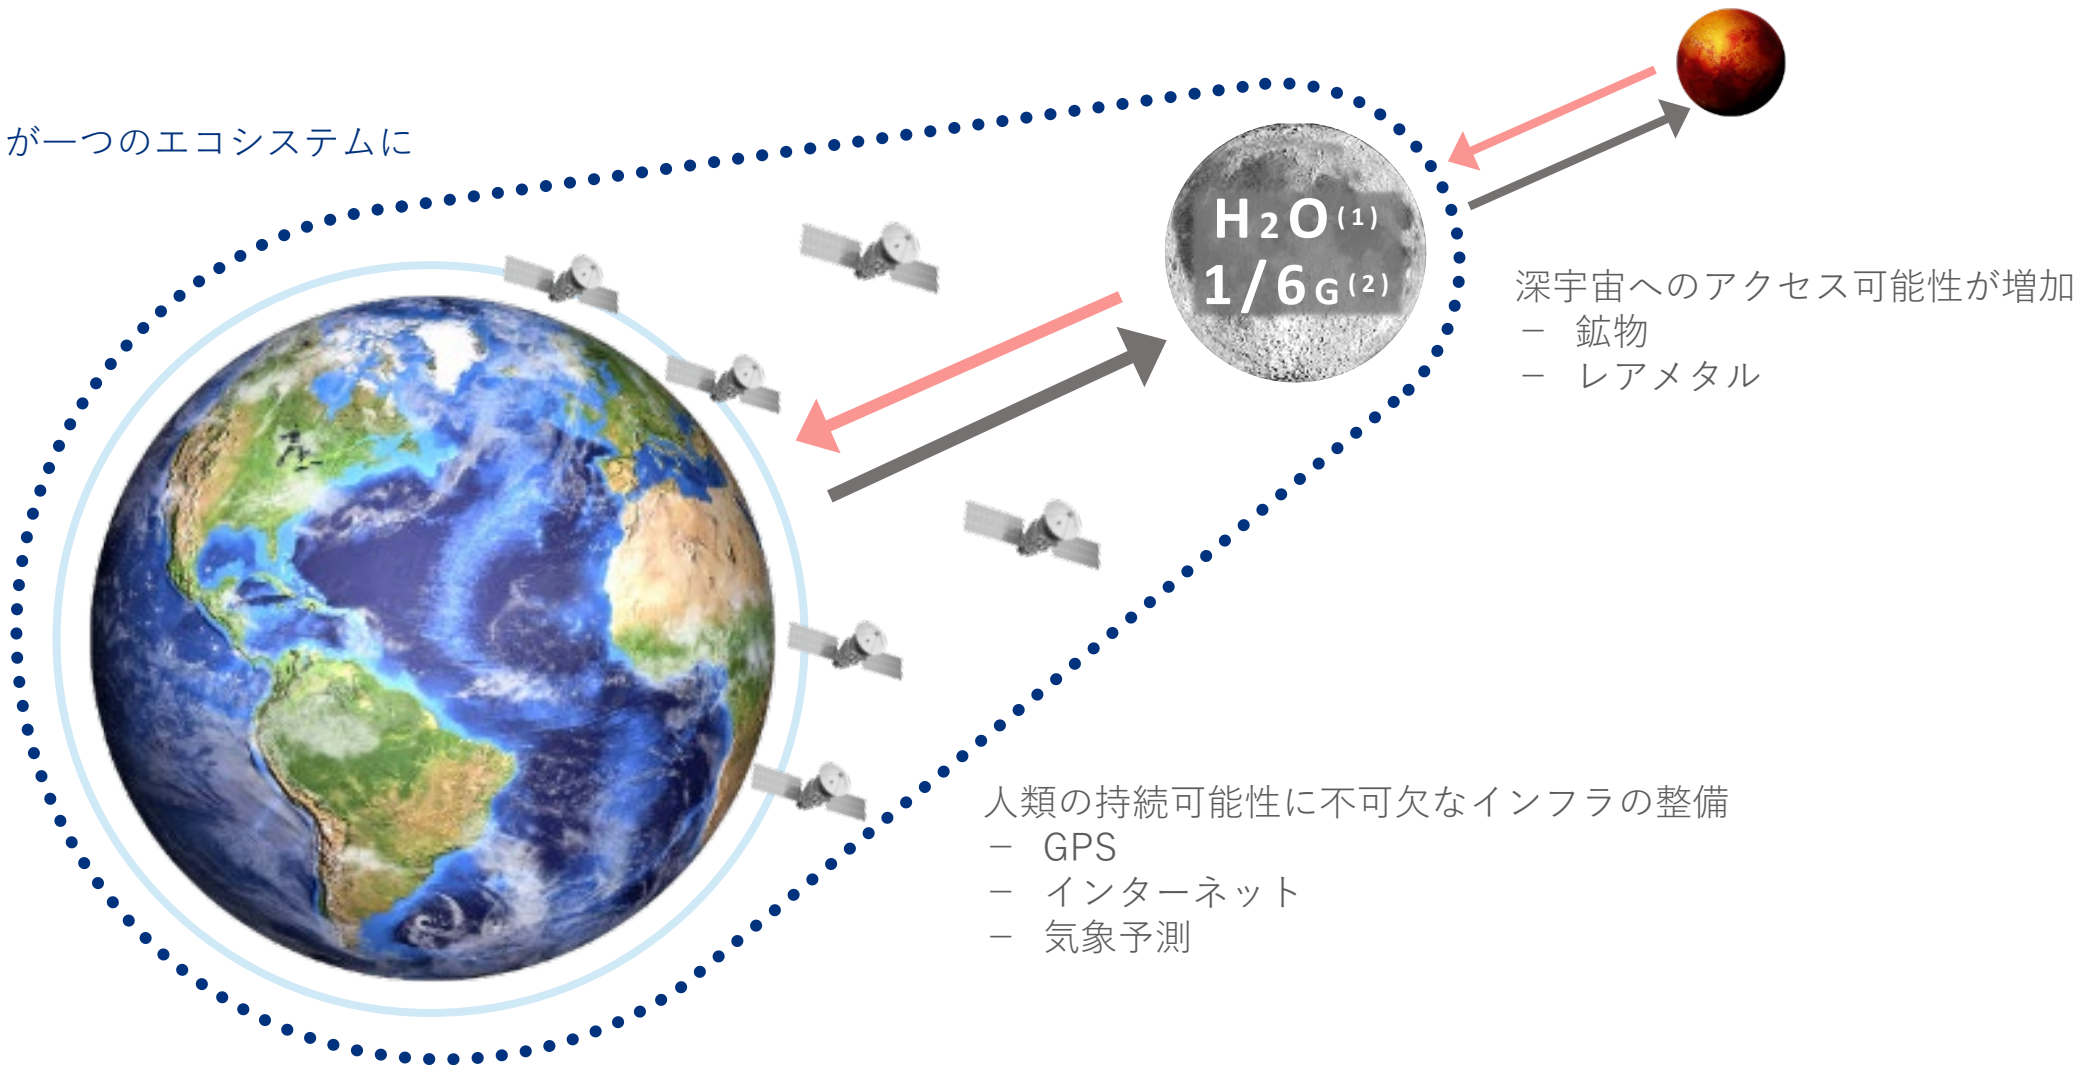 が一つのエコシステムに
H2O(1)
1/6G(2)
深宇宙へのアクセス可能性が増加
− 鉱物
− レアメタル
人類の持続可能性に不可欠なインフラの整備
− GPS
− インターネット
− 気象予測